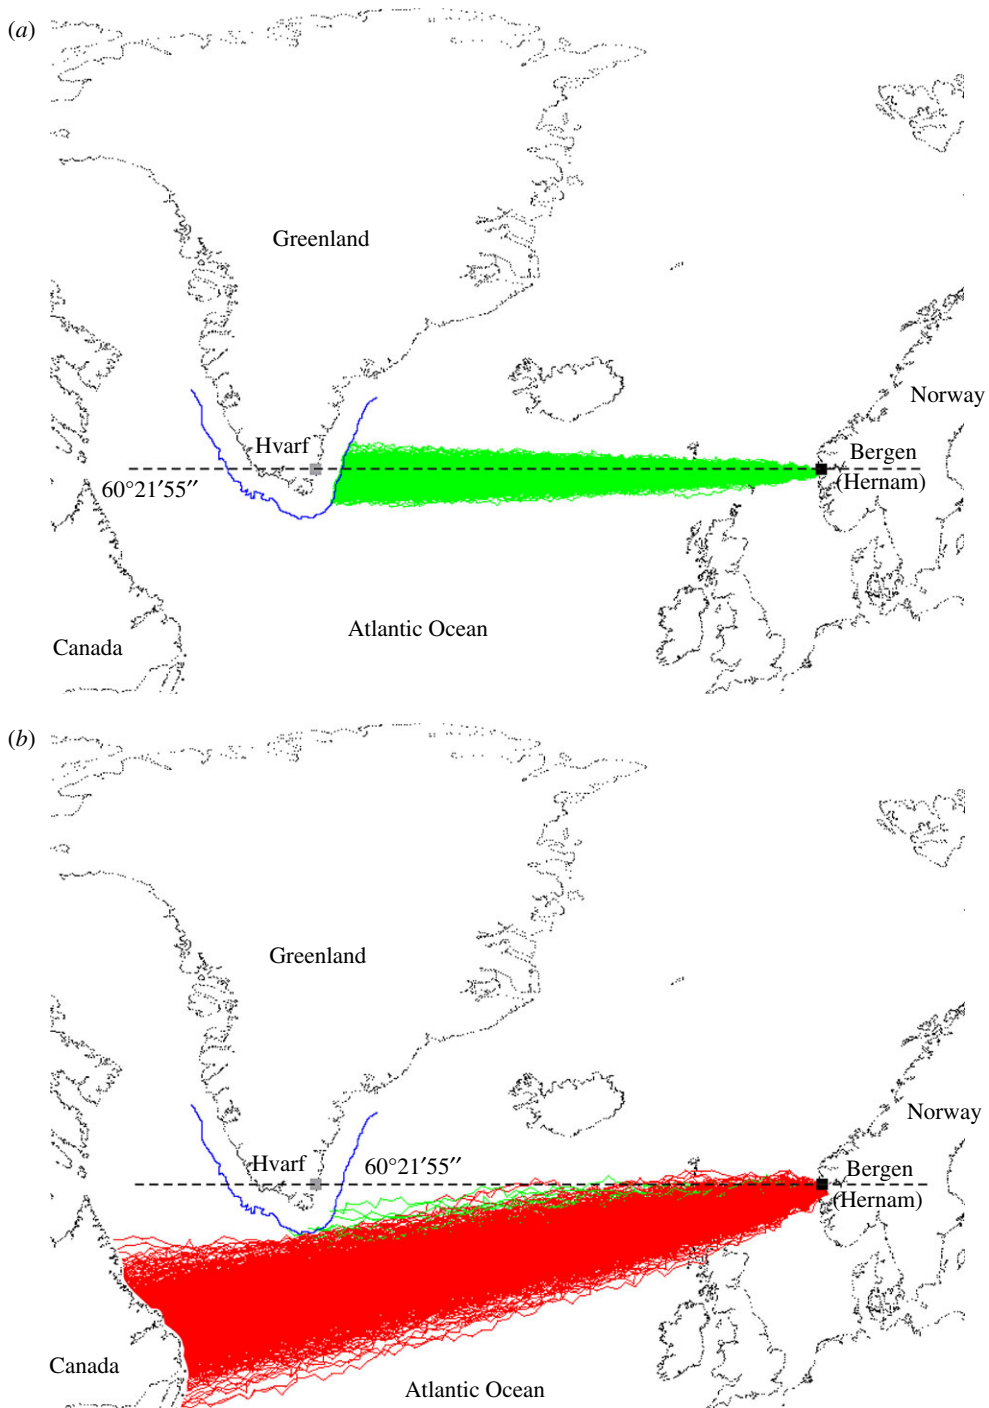 (a)
Greenland
Norway
Hvarf
Bergen
(Hernam)
60°21′55″
Atlantic Ocean
Canada
(b)
Greenland
Norway
Hvarf
60°21′55″
Bergen
(Hernam)
Canada
Atlantic Ocean